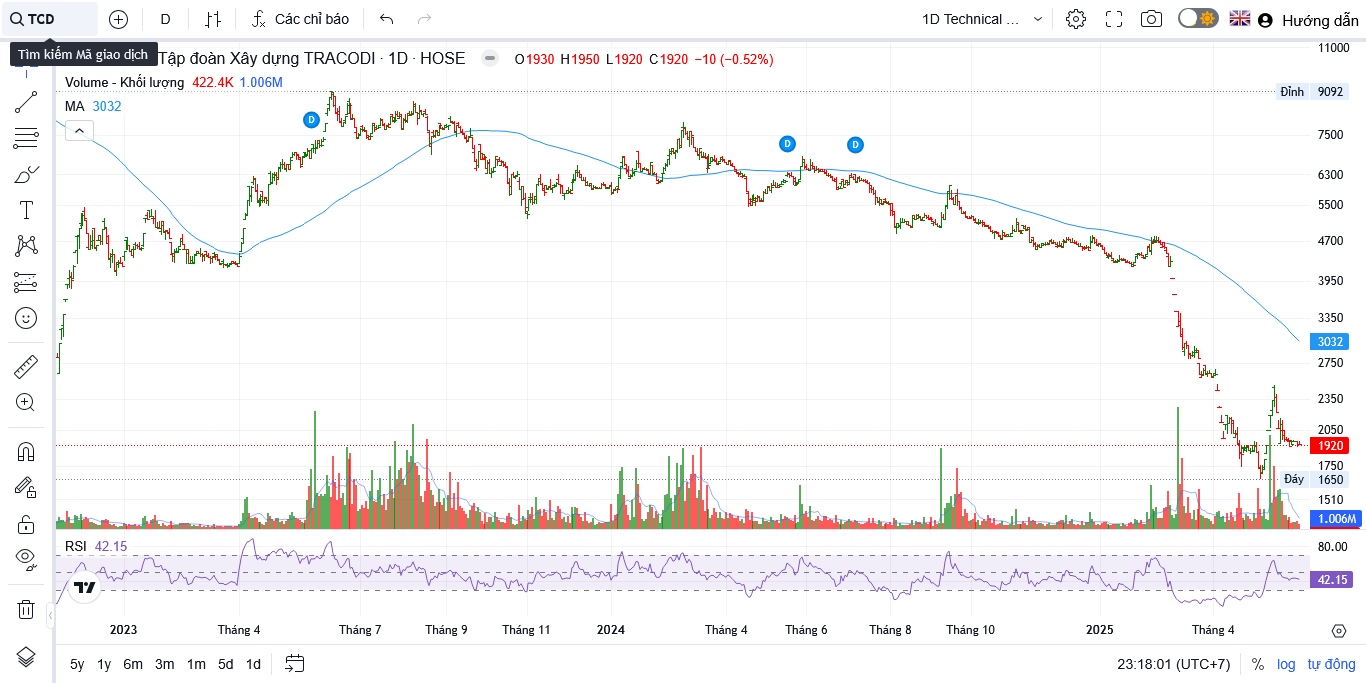 TCD
D
Các chỉ báo
1D Technical ...
Hướng dẫn
Tìm kiếm Mã giao dịch
Tập đoàn Xây dựng TRACODI · 1D · HOSE
O1930 H1950 L1920 C1920 −10 (−0.52%)
Volume - Khối lượng 422.4K 1.006M
MA 3032
D
D
D
11000
Đỉnh 9092
7500
6300
5500
4700
3950
3350
3032
2750
2350
2050
1920
1750
Đáy 1650
1510
1.006M
RSI 42.15
80.00
42.15
2023 Tháng 4 Tháng 7 Tháng 9 Tháng 11 2024 Tháng 4 Tháng 6 Tháng 8 Tháng 10 2025 Tháng 4
5y 1y 6m 3m 1m 5d 1d
23:18:01 (UTC+7) % log tự động